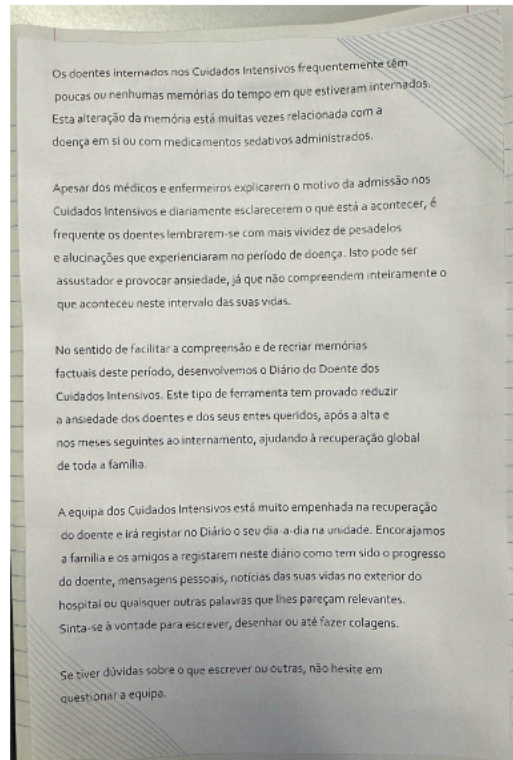 Os doentes internados nos Cuidados Intensivos frequentemente têm
poucas ou nenhumas memórias do tempo em que estiveram internados.
Esta alteração da memória está muitas vezes relacionada com a
doença em si ou com medicamentos sedativos administrados.
Apesar dos médicos e enfermeiros explicarem o motivo da admissão nos
Cuidados Intensivos e diariamente esclarecerem o que está a acontecer, é
frequente os doentes lembrarem-se com mais vividez de pesadelos
e alucinações que experienciaram no período de doença. Isto pode ser
assustador e provocar ansiedade, já que não compreendem inteiramente o
que aconteceu neste intervalo das suas vidas.
No sentido de facilitar a compreensão e de recriar memórias
factuais deste período, desenvolvemos o Diário do Doente dos
Cuidados Intensivos. Este tipo de ferramenta tem provado reduzir
a ansiedade dos doentes e dos seus entes queridos, após a alta e
nos meses seguintes ao internamento, ajudando à recuperação global
de toda a família.
A equipa dos Cuidados Intensivos está muito empenhada na recuperação
do doente e irá registar no Diário o seu dia-a-dia na unidade. Encorajamos
a família e os amigos a registarem neste diário como tem sido o progresso
do doente, mensagens pessoais, notícias das suas vidas no exterior do
hospital ou quaisquer outras palavras que lhes pareçam relevantes.
Sinta-se à vontade para escrever, desenhar ou até fazer colagens.
Se tiver dúvidas sobre o que escrever ou outras, não hesite em
questionar a equipa.